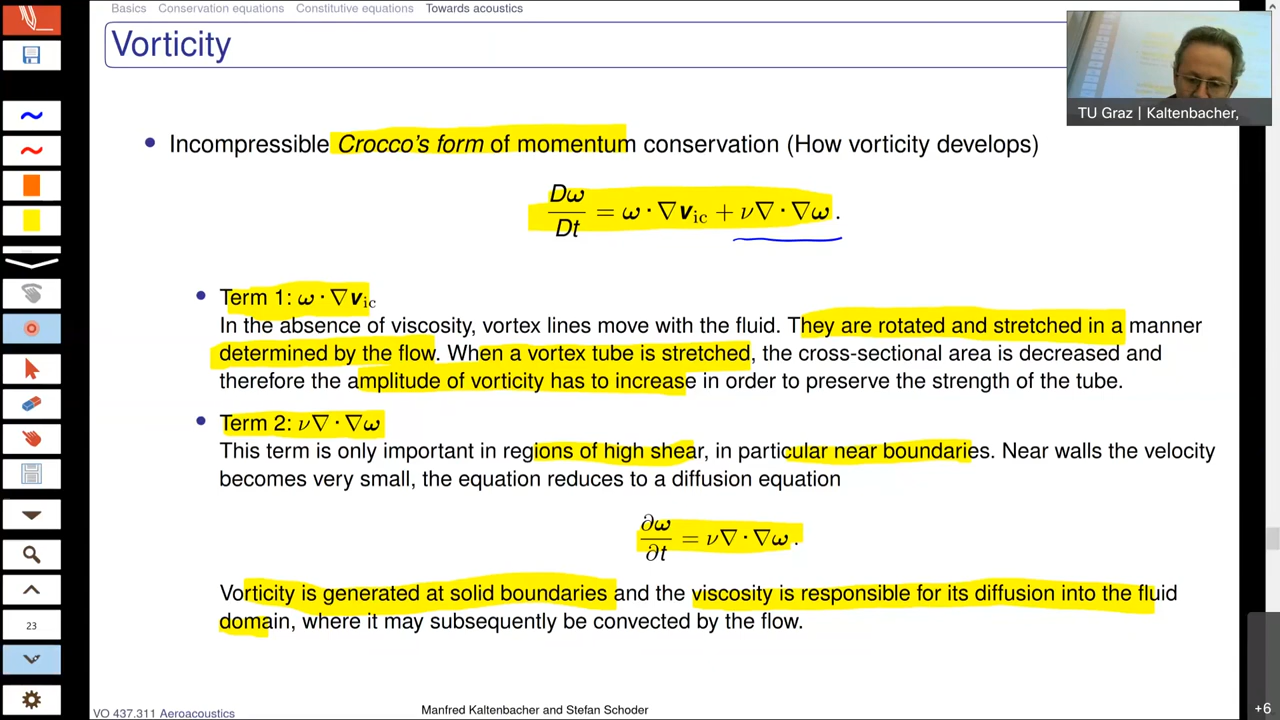 Basics Conservation equations Constitutive equations Towards acoustics
Vorticity
TU Graz | Kaltenbacher,
• Incompressible Crocco's form of momentum conservation (How vorticity develops)
Dω/Dt = ω · ∇v_ic + ν∇ · ∇ω .
• Term 1: ω · ∇v_ic
In the absence of viscosity, vortex lines move with the fluid. They are rotated and stretched in a manner
determined by the flow. When a vortex tube is stretched, the cross-sectional area is decreased and
therefore the amplitude of vorticity has to increase in order to preserve the strength of the tube.
• Term 2: ν∇ · ∇ω
This term is only important in regions of high shear, in particular near boundaries. Near walls the velocity
becomes very small, the equation reduces to a diffusion equation
∂ω/∂t = ν∇ · ∇ω .
Vorticity is generated at solid boundaries and the viscosity is responsible for its diffusion into the fluid
domain, where it may subsequently be convected by the flow.
23
VO 437.311 Aeroacoustics
Manfred Kaltenbacher and Stefan Schoder
+6